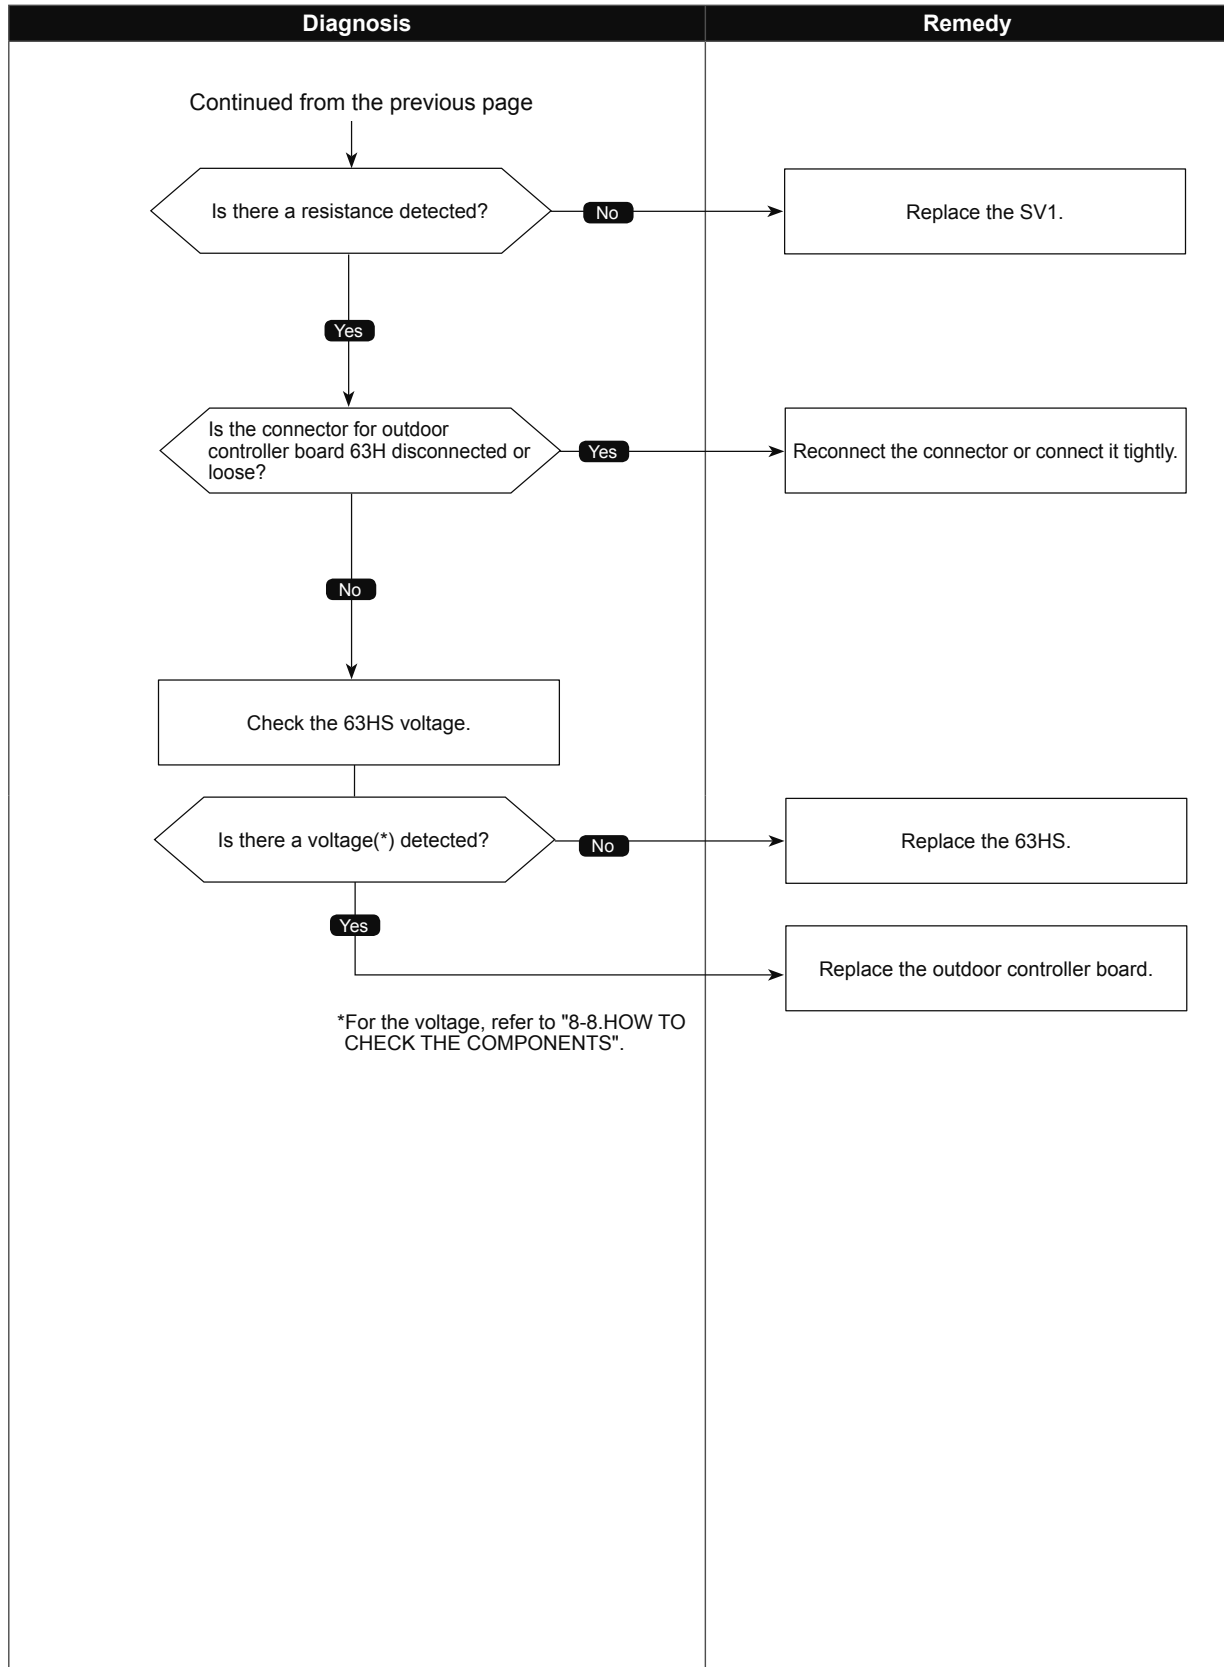 Diagnosis
Remedy
Continued from the previous page
Is there a resistance detected?
No
Replace the SV1.
Yes
Is the connector for outdoor
controller board 63H disconnected or
loose?
Yes
Reconnect the connector or connect it tightly.
No
Check the 63HS voltage.
Is there a voltage(*) detected?
No
Replace the 63HS.
Yes
Replace the outdoor controller board.
*For the voltage, refer to "8-8.HOW TO
CHECK THE COMPONENTS".